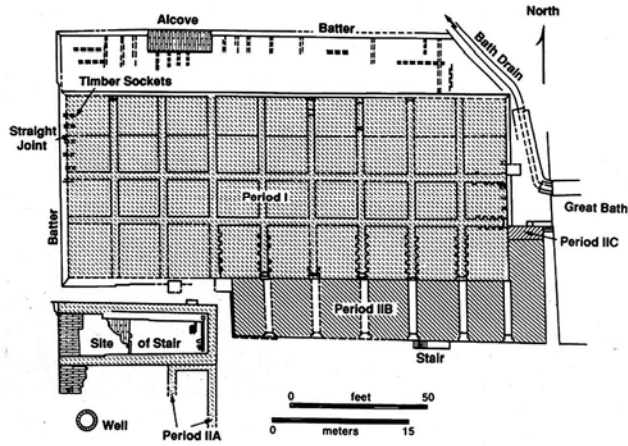 Alcove
Batter
North
Bath Drain
Timber Sockets
Straight
Joint
Period I
Great Bath
Batter
Period IIC
Period IIB
Site of Stair
Stair
0 feet 50
Well
Period IIA
0 meters 15